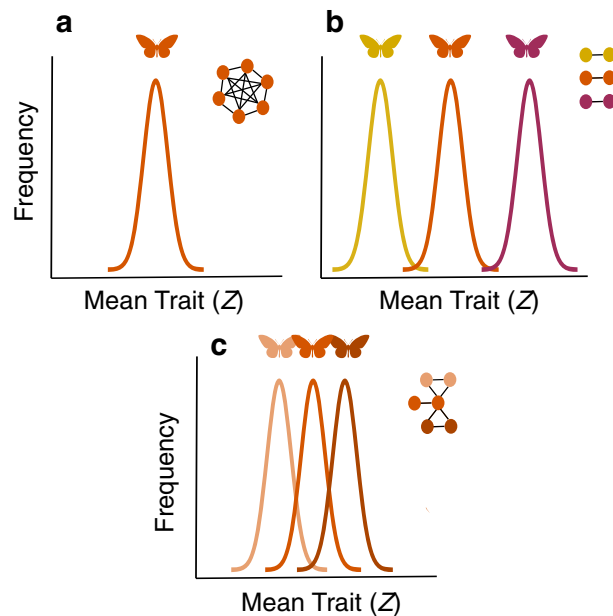 a
Frequency
Mean Trait (Z)
b
Mean Trait (Z)
c
Frequency
Mean Trait (Z)